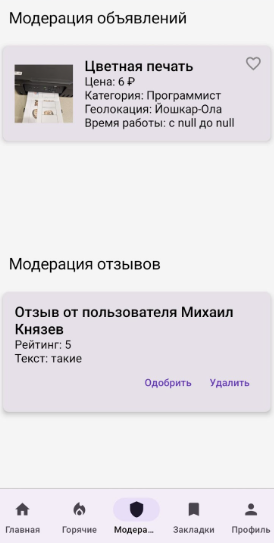 Модерация объявлений
Цветная печать
Цена: 6 ₽
Категория: Программист
Геолокация: Йошкар-Ола
Время работы: с null до null
Модерация отзывов
Отзыв от пользователя Михаил
Князев
Рейтинг: 5
Текст: такие
Одобрить Удалить
Главная Горячие Модера... Закладки Профиль